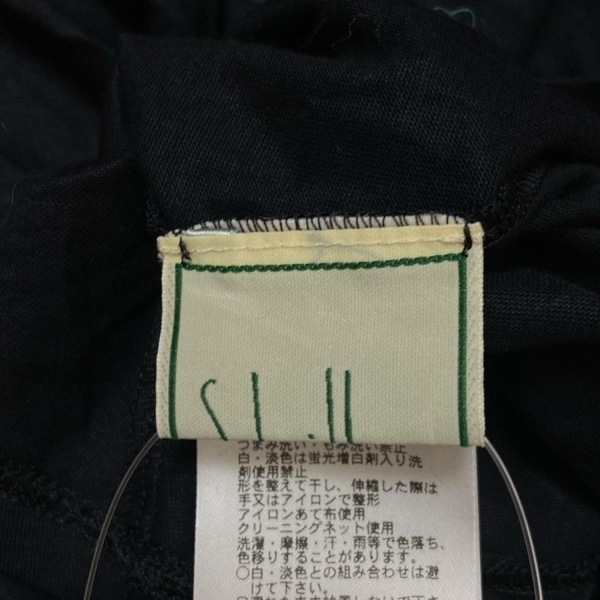 つまみ洗い・もみ洗い禁止
白・淡色は蛍光増白剤入り洗
剤使用禁止
形を整えて干し、伸縮した際は
手又はアイロンで整形
アイロンあて布使用
クリーニングネット使用
洗濯・摩擦・汗・雨等で色落ち、
色移りすることがあります。
○白・淡色との組み合わせは避
けて下さい。